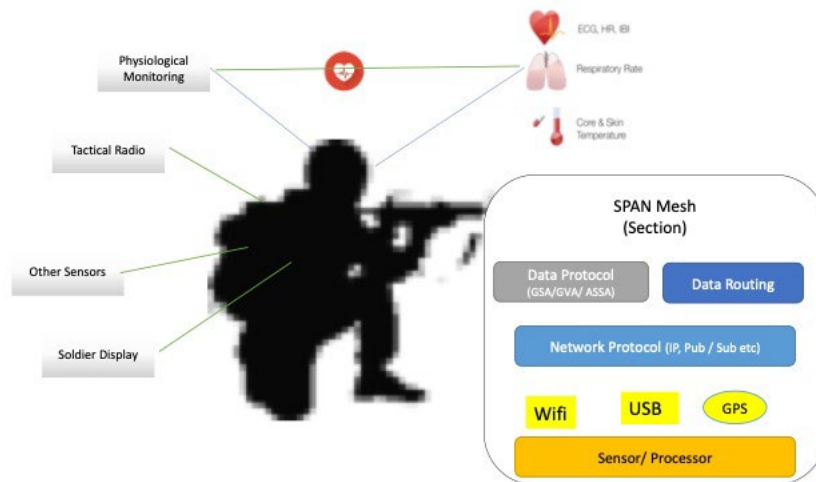 Physiological
Monitoring
Tactical Radio
Other Sensors
Soldier Display
ECG, HR, IBI
Respiratory Rate
Core & Skin
Temperature
SPAN Mesh
(Section)
Data Protocol
(GSA/GVA/ ASSA)
Data Routing
Network Protocol (IP, Pub / Sub etc)
Wifi
USB
GPS
Sensor/ Processor